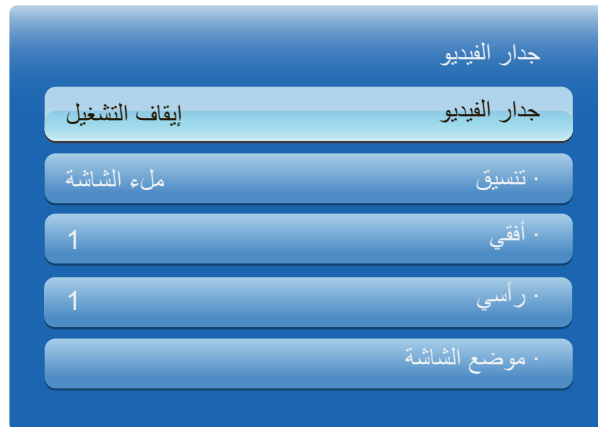 جدار الفيديو
جدار الفيديو إيقاف التشغيل
· تنسيق ملء الشاشة
· أفقي 1
· رأسي 1
· موضع الشاشة